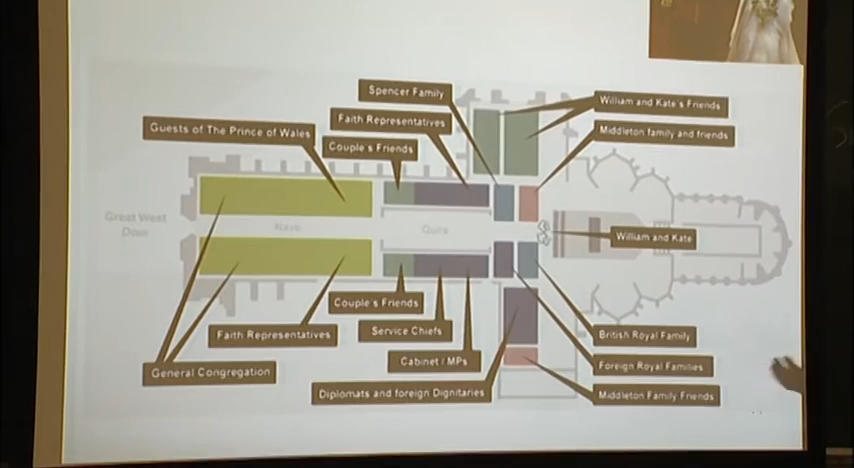 Spencer Family
William and Kate's Friends
Faith Representatives
Guests of The Prince of Wales
Middleton family and friends
Couple's Friends
Great West
Door
Nave
Quire
William and Kate
Couple's Friends
Service Chiefs
Faith Representatives
British Royal Family
Cabinet / MPs
Foreign Royal Families
General Congregation
Diplomats and foreign Dignitaries
Middleton Family Friends